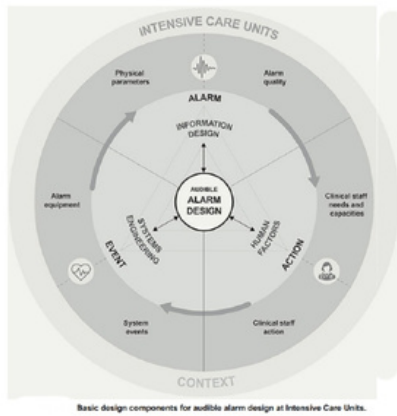 INTENSIVE CARE UNITS
Physical
parameters
Alarm
quality
ALARM
INFORMATION
DESIGN
Alarm
equipment
AUDIBLE
ALARM
DESIGN
Clinical staff
needs and
capacities
SYSTEMS
ENGINEERING
HUMAN
FACTORS
EVENT
ACTION
System
events
Clinical staff
action
CONTEXT
Basic design components for audible alarm design at Intensive Care Units.